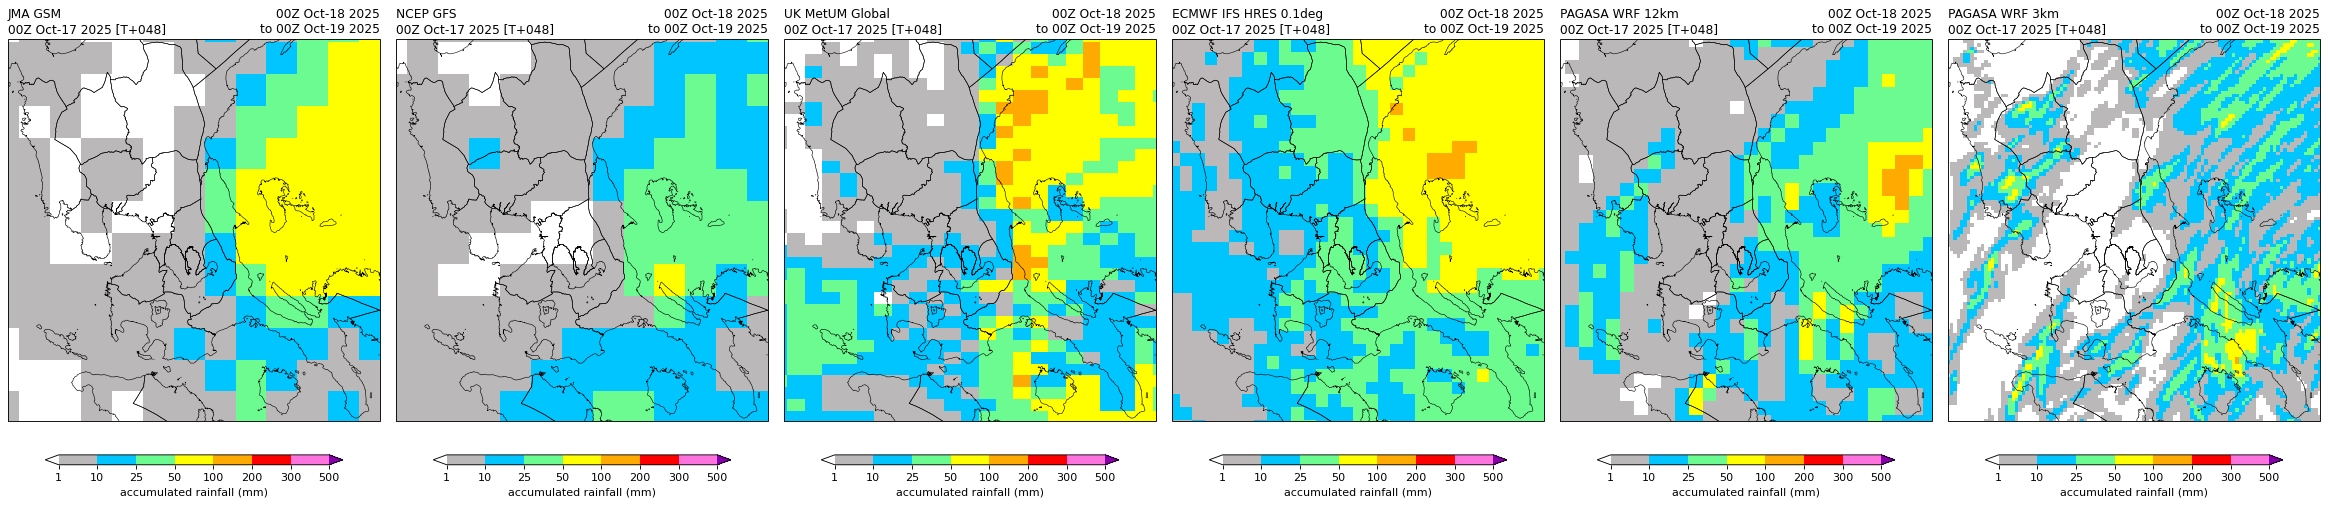 JMA GSM 00Z Oct-18 2025
00Z Oct-17 2025 [T+048] to 00Z Oct-19 2025
1 10 25 50 100 200 300 500
accumulated rainfall (mm)
NCEP GFS 00Z Oct-18 2025
00Z Oct-17 2025 [T+048] to 00Z Oct-19 2025
1 10 25 50 100 200 300 500
accumulated rainfall (mm)
UK MetUM Global 00Z Oct-18 2025
00Z Oct-17 2025 [T+048] to 00Z Oct-19 2025
1 10 25 50 100 200 300 500
accumulated rainfall (mm)
ECMWF IFS HRES 0.1deg 00Z Oct-18 2025
00Z Oct-17 2025 [T+048] to 00Z Oct-19 2025
1 10 25 50 100 200 300 500
accumulated rainfall (mm)
PAGASA WRF 12km 00Z Oct-18 2025
00Z Oct-17 2025 [T+048] to 00Z Oct-19 2025
1 10 25 50 100 200 300 500
accumulated rainfall (mm)
PAGASA WRF 3km 00Z Oct-18 2025
00Z Oct-17 2025 [T+048] to 00Z Oct-19 2025
1 10 25 50 100 200 300 500
accumulated rainfall (mm)